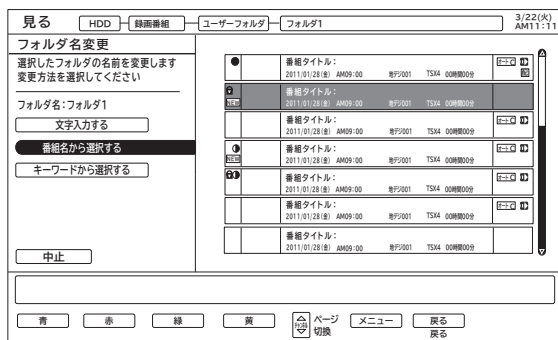 見る HDD 録画番組 ユーザーフォルダ フォルダ1 3/22(火)
AM11:11
フォルダ名変更
選択したフォルダの名前を変更します
変更方法を選択してください
フォルダ名：フォルダ1
文字入力する
番組名から選択する
キーワードから選択する
中止
番組タイトル：
2011/01/28(金) AM09:00 地デジ001 TSX4 00時間00分
番組タイトル：
NEW 2011/01/28(金) AM09:00 地デジ001 TSX4 00時間00分
番組タイトル：
2011/01/28(金) AM09:00 地デジ001 TSX4 00時間00分
番組タイトル：
NEW 2011/01/28(金) AM09:00 地デジ001 TSX4 00時間00分
番組タイトル：
2011/01/28(金) AM09:00 地デジ001 TSX4 00時間00分
番組タイトル：
2011/01/28(金) AM09:00 地デジ001 TSX4 00時間00分
番組タイトル：
2011/01/28(金) AM09:00 地デジ001 TSX4 00時間00分
青 赤 緑 黄 チャンネル ページ メニュー 戻る
切換 戻る